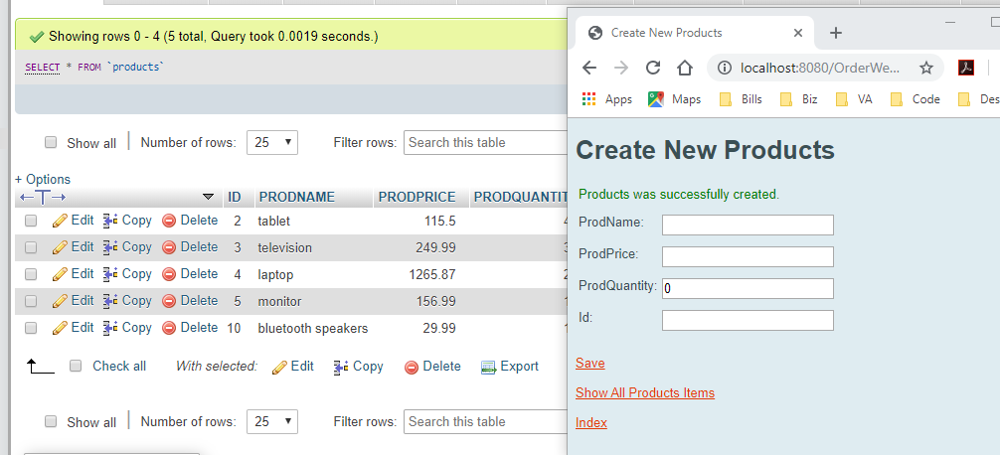 Showing rows 0 - 4 (5 total, Query took 0.0019 seconds.)
SELECT * FROM `products`
Show all Number of rows: 25 Filter rows: Search this table
+ Options
ID PRODNAME PRODPRICE PRODQUANTIT
Edit Copy Delete 2 tablet 115.5
Edit Copy Delete 3 television 249.99
Edit Copy Delete 4 laptop 1265.87
Edit Copy Delete 5 monitor 156.99
Edit Copy Delete 10 bluetooth speakers 29.99
Check all With selected: Edit Copy Delete Export
Show all Number of rows: 25 Filter rows: Search this table
Create New Products
localhost:8080/OrderWe...
Apps Maps Bills Biz VA Code Des
Create New Products
Products was successfully created.
ProdName:
ProdPrice:
ProdQuantity: 0
Id:
Save
Show All Products Items
Index